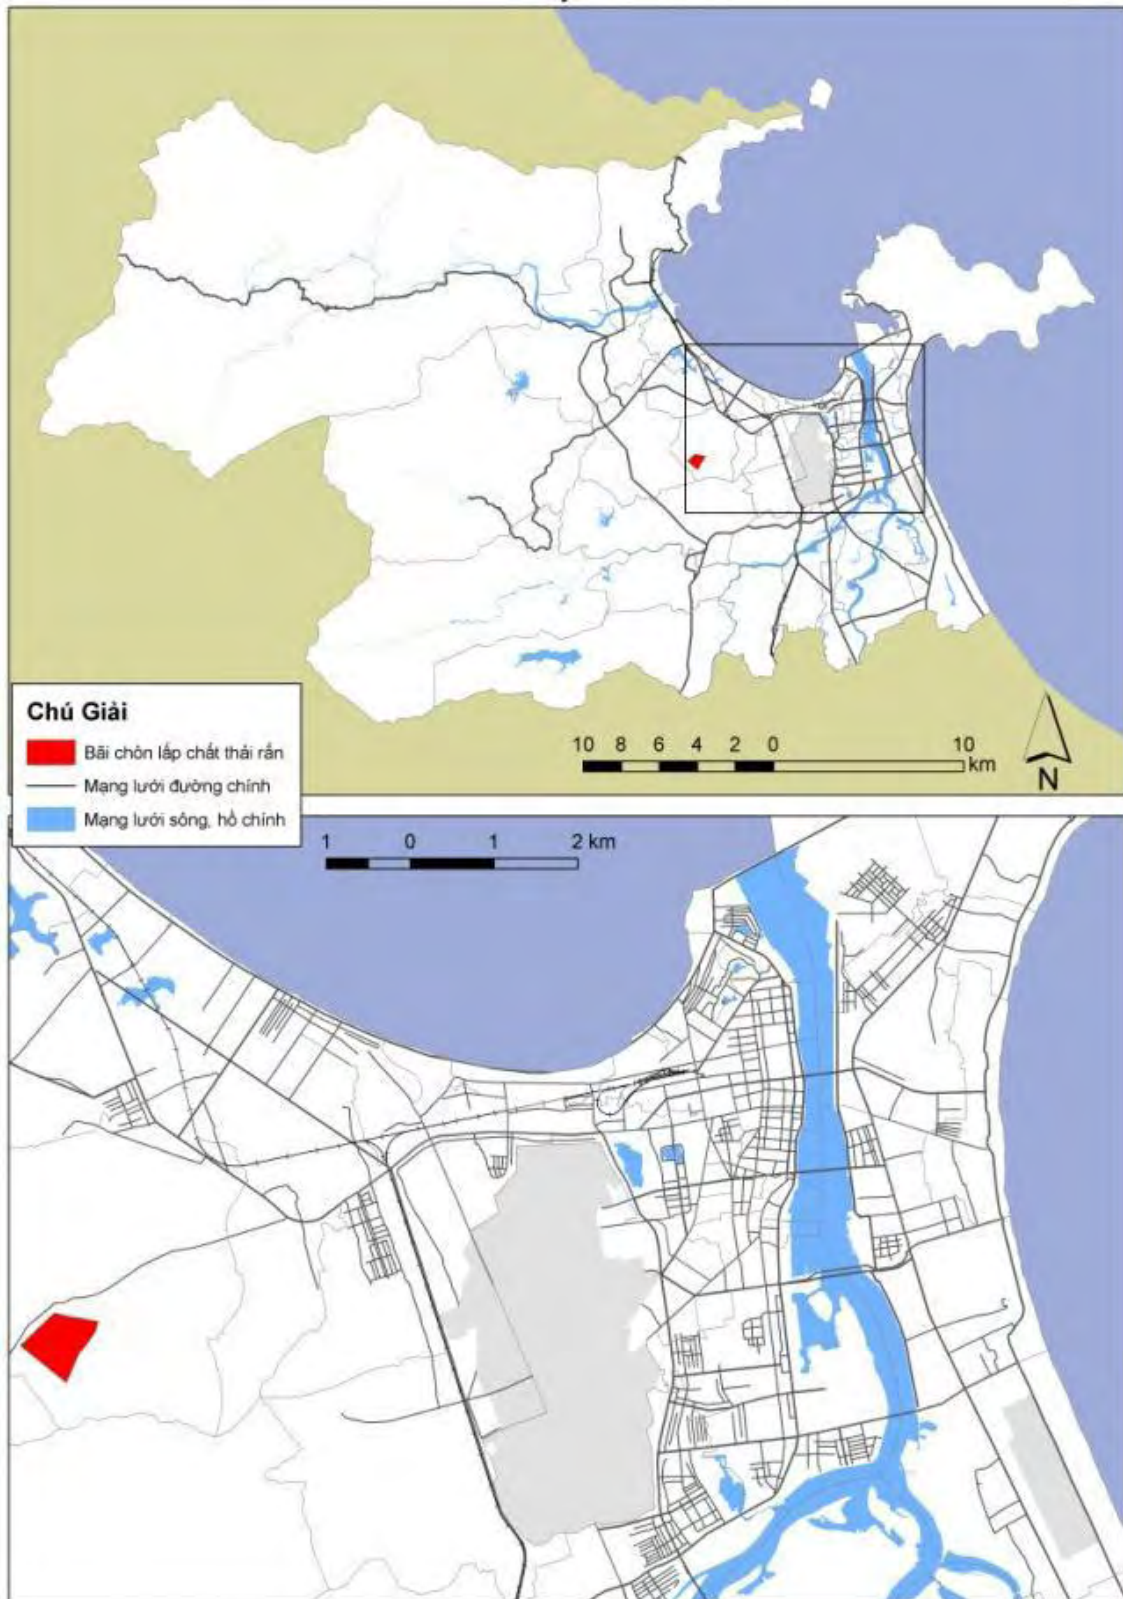 Chú Giải
Bãi chôn lấp chất thải rắn
Mạng lưới đường chính
Mạng lưới sông, hồ chính
10 8 6 4 2 0 10
km
N
1 0 1 2 km